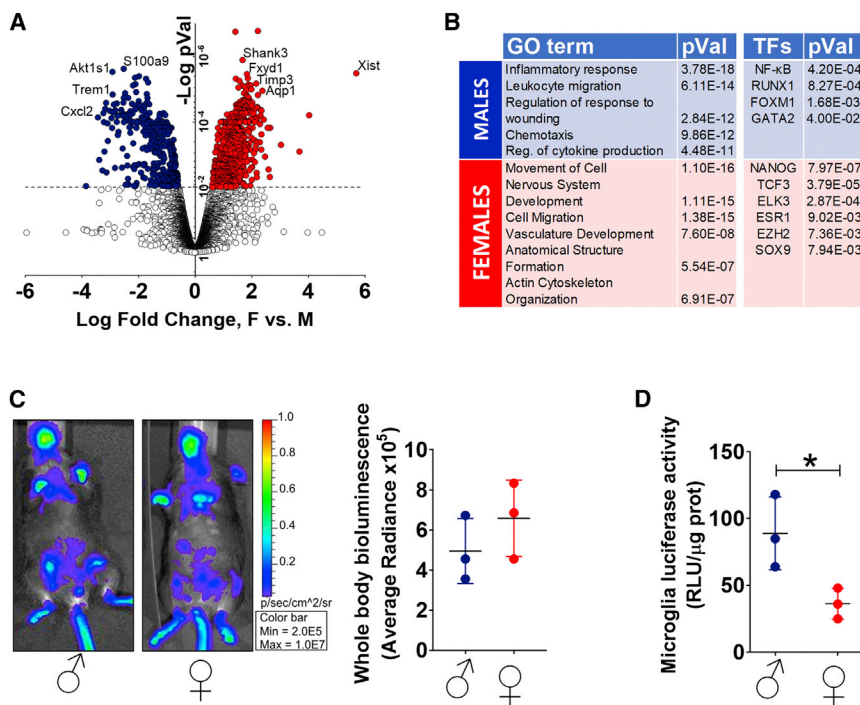 A
-Log pVal
10-6
10-4
10-2
1
Akt1s1
S100a9
Trem1
Cxcl2
Shank3
Fxyd1
Timp3
Aqp1
Xist
-6 -4 -2 0 2 4 6
Log Fold Change, F vs. M
B
GO term pVal TFs pVal
MALES
Inflammatory response 3.78E-18 NF-κB 4.20E-04
Leukocyte migration 6.11E-14 RUNX1 8.27E-04
Regulation of response to FOXM1 1.68E-03
wounding 2.84E-12 GATA2 4.00E-02
Chemotaxis 9.86E-12
Reg. of cytokine production 4.48E-11
FEMALES
Movement of Cell 1.10E-16 NANOG 7.97E-07
Nervous System TCF3 3.79E-05
Development 1.11E-15 ELK3 2.87E-04
Cell Migration 1.38E-15 ESR1 9.02E-03
Vasculature Development 7.60E-08 EZH2 7.36E-03
Anatomical Structure SOX9 7.94E-03
Formation 5.54E-07
Actin Cytoskeleton
Organization 6.91E-07
C
1.0
0.8
0.6
0.4
0.2
p/sec/cm^2/sr
Color bar
Min = 2.0E5
Max = 1.0E7
♂ ♀
Whole body bioluminescence
(Average Radiance x10⁵)
10
8
6
4
2
0
♂ ♀
D
Microglia luciferase activity
(RLU/µg prot)
150
100
50
0
*
♂ ♀